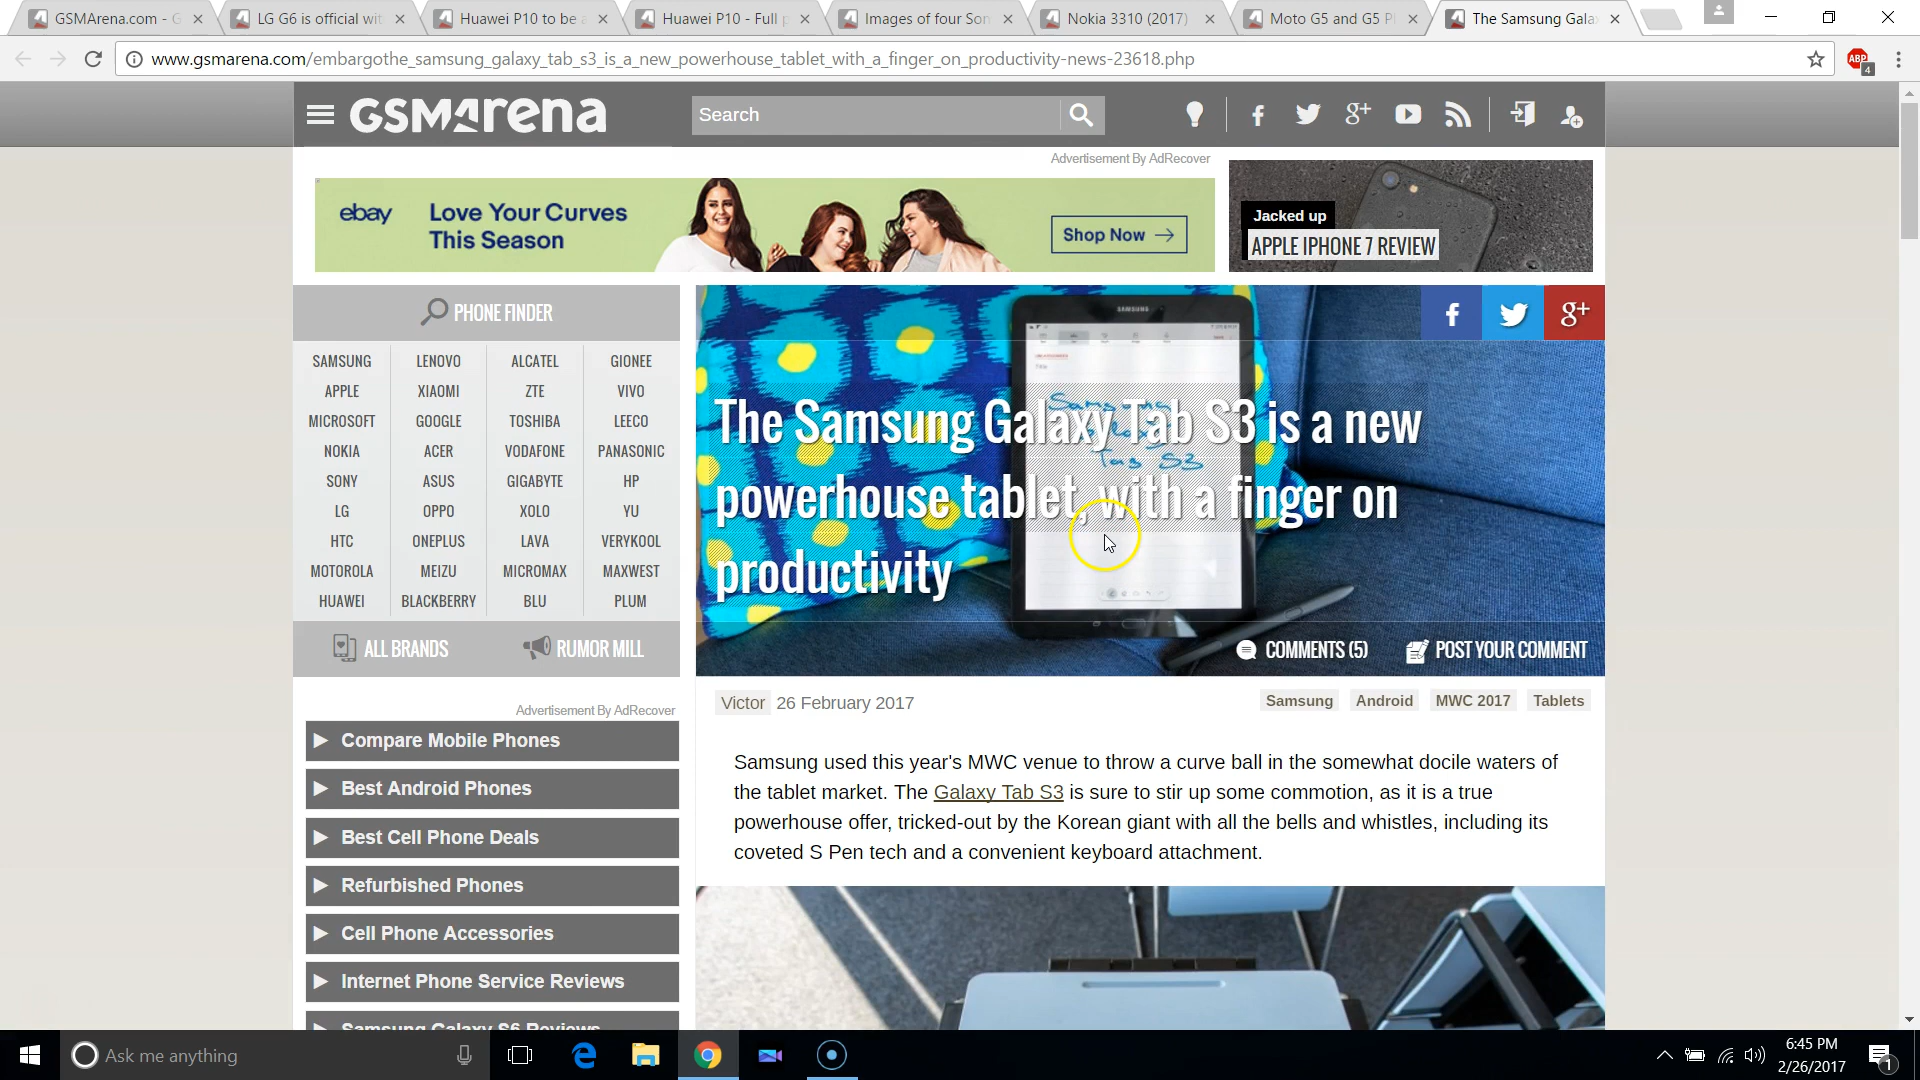 GSMArena.com - G
LG G6 is official wit
Huawei P10 to be a
Huawei P10 - Full p
Images of four Son
Nokia 3310 (2017)
Moto G5 and G5 Pl
The Samsung Gala
www.gsmarena.com/embargothe_samsung_galaxy_tab_s3_is_a_new_powerhouse_tablet_with_a_finger_on_productivity-news-23618.php
ABP
4
GSMArena
Search
Advertisement By AdRecover
ebay
Love Your Curves
This Season
Shop Now
Jacked up
APPLE IPHONE 7 REVIEW
PHONE FINDER
SAMSUNG LENOVO ALCATEL GIONEE
APPLE XIAOMI ZTE VIVO
MICROSOFT GOOGLE TOSHIBA LEECO
NOKIA ACER VODAFONE PANASONIC
SONY ASUS GIGABYTE HP
LG OPPO XOLO YU
HTC ONEPLUS LAVA VERYKOOL
MOTOROLA MEIZU MICROMAX MAXWEST
HUAWEI BLACKBERRY BLU PLUM
ALL BRANDS RUMOR MILL
SAMSUNG
Samsung
Galaxy
Tab S3
The Samsung Galaxy Tab S3 is a new
powerhouse tablet, with a finger on
productivity
COMMENTS (5) POST YOUR COMMENT
Victor 26 February 2017
Samsung Android MWC 2017 Tablets
Samsung used this year's MWC venue to throw a curve ball in the somewhat docile waters of
the tablet market. The Galaxy Tab S3 is sure to stir up some commotion, as it is a true
powerhouse offer, tricked-out by the Korean giant with all the bells and whistles, including its
coveted S Pen tech and a convenient keyboard attachment.
Advertisement By AdRecover
Compare Mobile Phones
Best Android Phones
Best Cell Phone Deals
Refurbished Phones
Cell Phone Accessories
Internet Phone Service Reviews
Samsung Galaxy S6 Reviews
Ask me anything
6:45 PM
2/26/2017
1